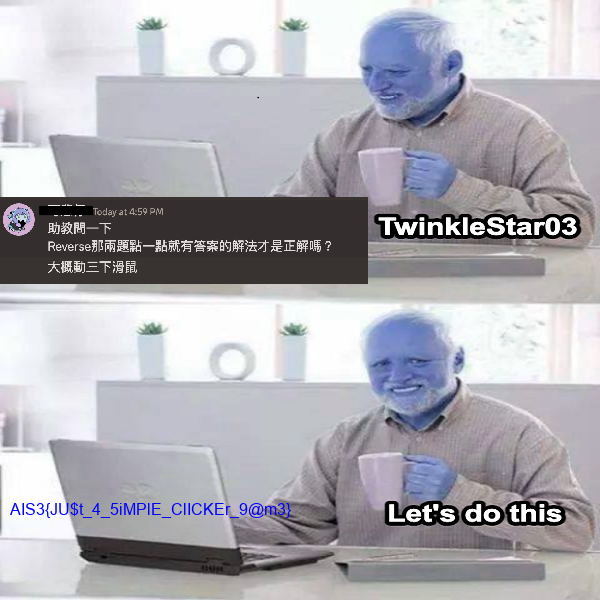 Today at 4:59 PM
助教問一下
Reverse那兩題點一點就有答案的解法才是正解嗎？
大概動三下滑鼠
TwinkleStar03
AIS3{JU$t_4_5iMPlE_ClICKEr_9@m3}
Let's do this